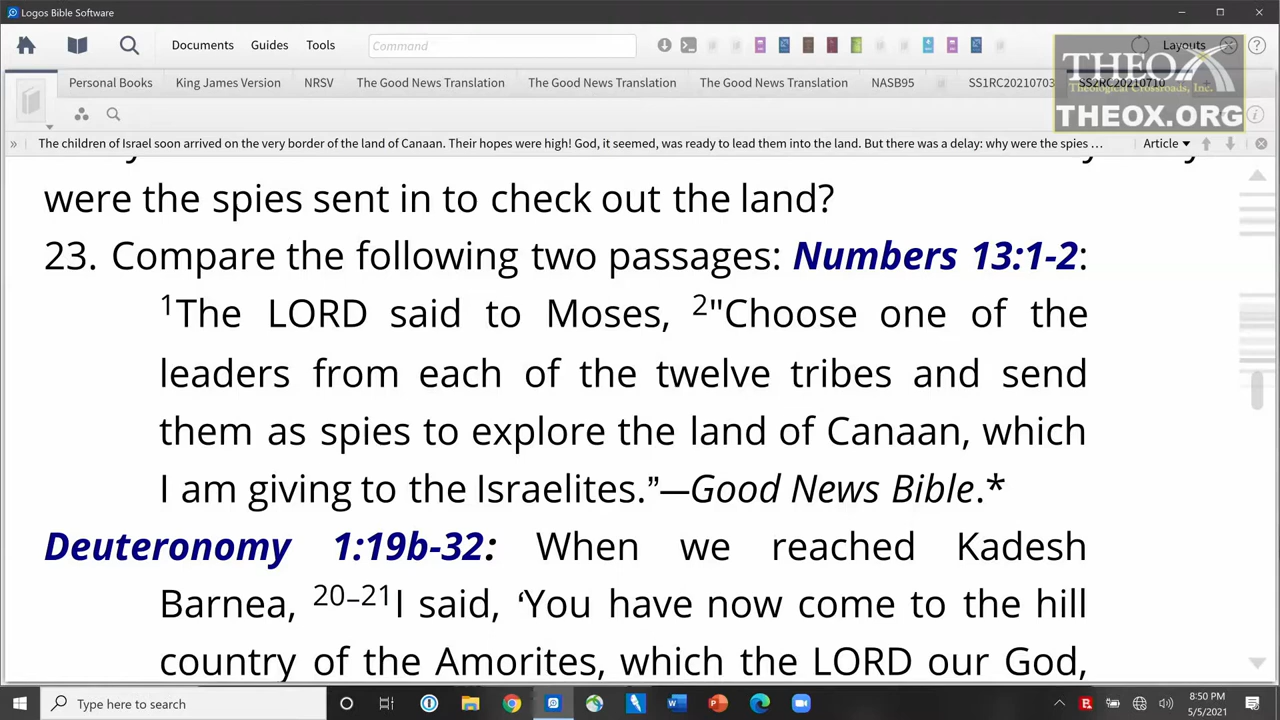 Logos Bible Software
Documents Guides Tools Command Layouts
THEOX
Theological Crossroads, Inc.
THEOX.ORG
Personal Books King James Version NRSV The Good News Translation The Good News Translation The Good News Translation NASB95 SS1RC20210703 SS2RC20210710
» The children of Israel soon arrived on the very border of the land of Canaan. Their hopes were high! God, it seemed, was ready to lead them into the land. But there was a delay: why were the spies … Article
were the spies sent in to check out the land?
23. Compare the following two passages: Numbers 13:1-2:
1The LORD said to Moses, 2"Choose one of the
leaders from each of the twelve tribes and send
them as spies to explore the land of Canaan, which
I am giving to the Israelites.”—Good News Bible.*
Deuteronomy 1:19b-32: When we reached Kadesh
Barnea, 20–21I said, ‘You have now come to the hill
country of the Amorites, which the LORD our God,
Type here to search
8:50 PM
5/5/2021